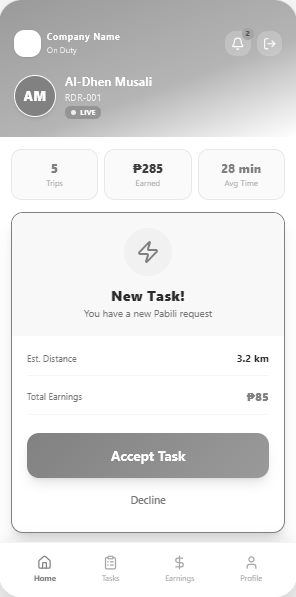 Company Name
2
On Duty
AM
Al-Dhen Musali
RDR-001
LIVE
5
₱285
28 min
Trips
Earned
Avg Time
New Task!
You have a new Pabili request
Est. Distance
3.2 km
Total Earnings
₱85
Accept Task
Decline
Home
Tasks
Earnings
Profile